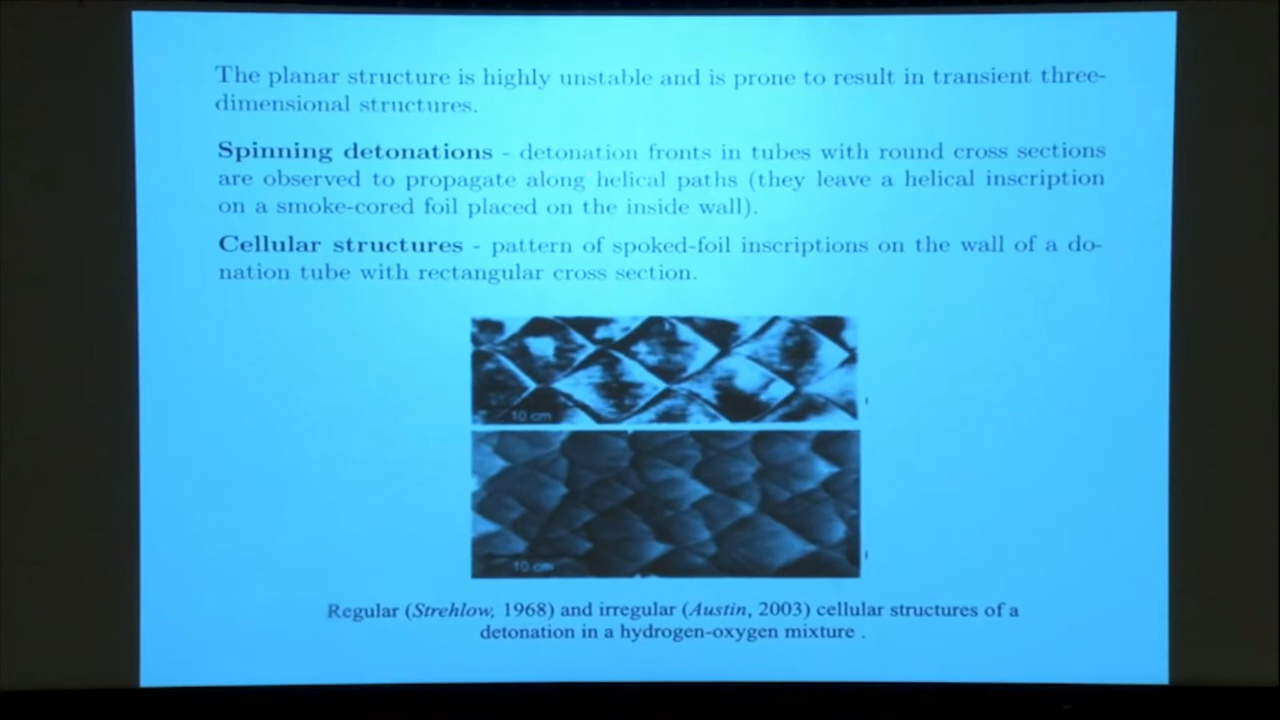 The planar structure is highly unstable and is prone to result in transient three-
dimensional structures.
Spinning detonations - detonation fronts in tubes with round cross sections
are observed to propagate along helical paths (they leave a helical inscription
on a smoke-cored foil placed on the inside wall).
Cellular structures - pattern of spoked-foil inscriptions on the wall of a do-
nation tube with rectangular cross section.
10 cm
10 cm
Regular (Strehlow, 1968) and irregular (Austin, 2003) cellular structures of a
detonation in a hydrogen-oxygen mixture .